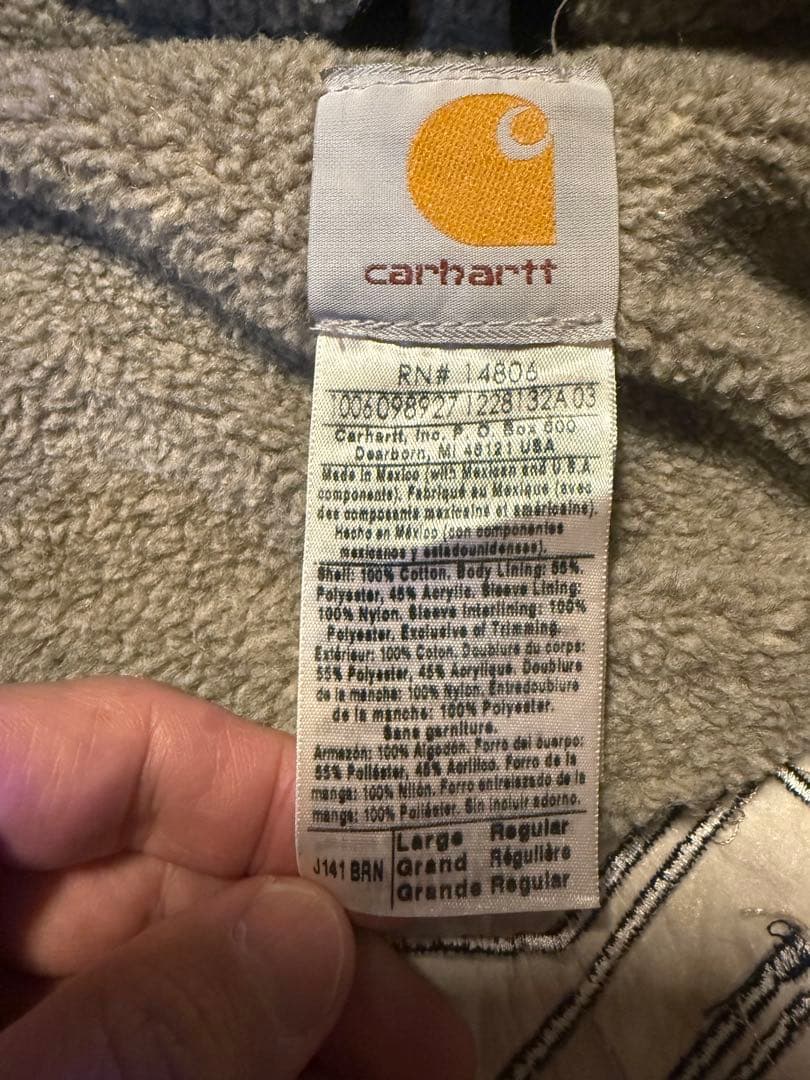 carhartt
RN# 14806
1006098927 1228132A 03
Carhartt, Inc. P. O. Box 600
Dearborn, MI 48121 USA
Made in Mexico (with Mexican and U.S.A.
components). Fabriqué au Mexique (avec
des composants mexicains et américains).
Hecho en México (con componentes
mexicanos y estadounidenses).
Shell: 100% Cotton. Body Lining: 55%
Polyester, 45% Acrylic. Sleeve Lining:
100% Nylon. Sleeve Interlining: 100%
Polyester. Exclusive of Trimming.
Extérieur: 100% Coton. Doublure du corps:
55% Polyester, 45% Acrylique. Doublure
de la manche: 100% Nylon. Entredoublure
de la manche: 100% Polyester.
Sans garniture.
Armazón: 100% Algodón. Forro del cuerpo:
55% Poliéster, 45% Acrílico. Forro de la
manga: 100% Nilón. Forro entrelazado de la
manga: 100% Poliéster. Sin incluir adorno.
J141 BRN
Large Regular
Grand Régulière
Grande Regular